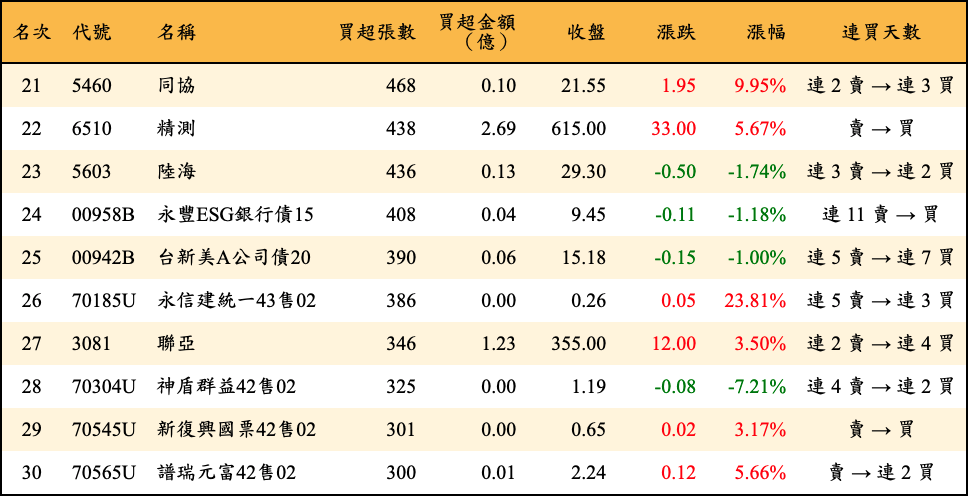 名次 代號 名稱 買超張數 買超金額（億） 收盤 漲跌 漲幅 連買天數
21 5460 同協 468 0.10 21.55 1.95 9.95% 連 2 賣 → 連 3 買
22 6510 精測 438 2.69 615.00 33.00 5.67% 賣 → 買
23 5603 陸海 436 0.13 29.30 -0.50 -1.74% 連 3 賣 → 連 2 買
24 00958B 永豐ESG銀行債15 408 0.04 9.45 -0.11 -1.18% 連 11 賣 → 買
25 00942B 台新美A公司債20 390 0.06 15.18 -0.15 -1.00% 連 5 賣 → 連 7 買
26 70185U 永信建統一43售02 386 0.00 0.26 0.05 23.81% 連 5 賣 → 連 3 買
27 3081 聯亞 346 1.23 355.00 12.00 3.50% 連 2 賣 → 連 4 買
28 70304U 神盾群益42售02 325 0.00 1.19 -0.08 -7.21% 連 4 賣 → 連 2 買
29 70545U 新復興國票42售02 301 0.00 0.65 0.02 3.17% 賣 → 買
30 70565U 譜瑞元富42售02 300 0.01 2.24 0.12 5.66% 賣 → 連 2 買